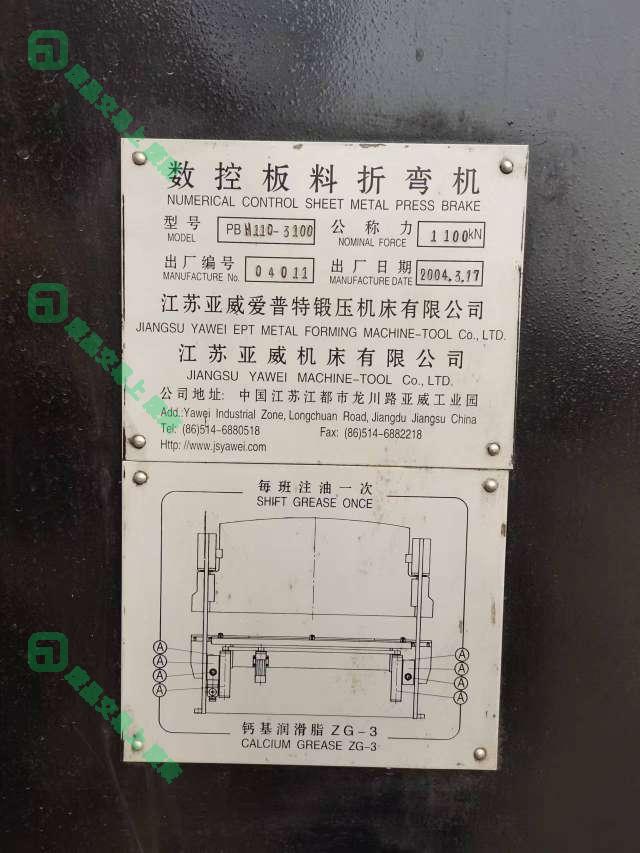 数控板料折弯机
NUMERICAL CONTROL SHEET METAL PRESS BRAKE
型号 PBH110-3100 公称力 1100kN
MODEL NOMINAL FORCE
出厂编号 04011 出厂日期 2004.3.17
MANUFACTURE No. MANUFACTURE DATE
江苏亚威爱普特锻压机床有限公司
JIANGSU YAWEI EPT METAL FORMING MACHINE-TOOL Co., LTD.
江苏亚威机床有限公司
JIANGSU YAWEI MACHINE-TOOL Co., LTD.
公司地址: 中国江苏江都市龙川路亚威工业园
Add.:Yawei Industrial Zone, Longchuan Road, Jiangdu Jiangsu China
Tel: (86)514-6880518 Fax: (86)514-6882218
Http: //www.jsyawei.com
每班注油一次
SHIFT GREASE ONCE
A A
A A
A A
A A
钙基润滑脂 ZG-3
CALCIUM GREASE ZG-3